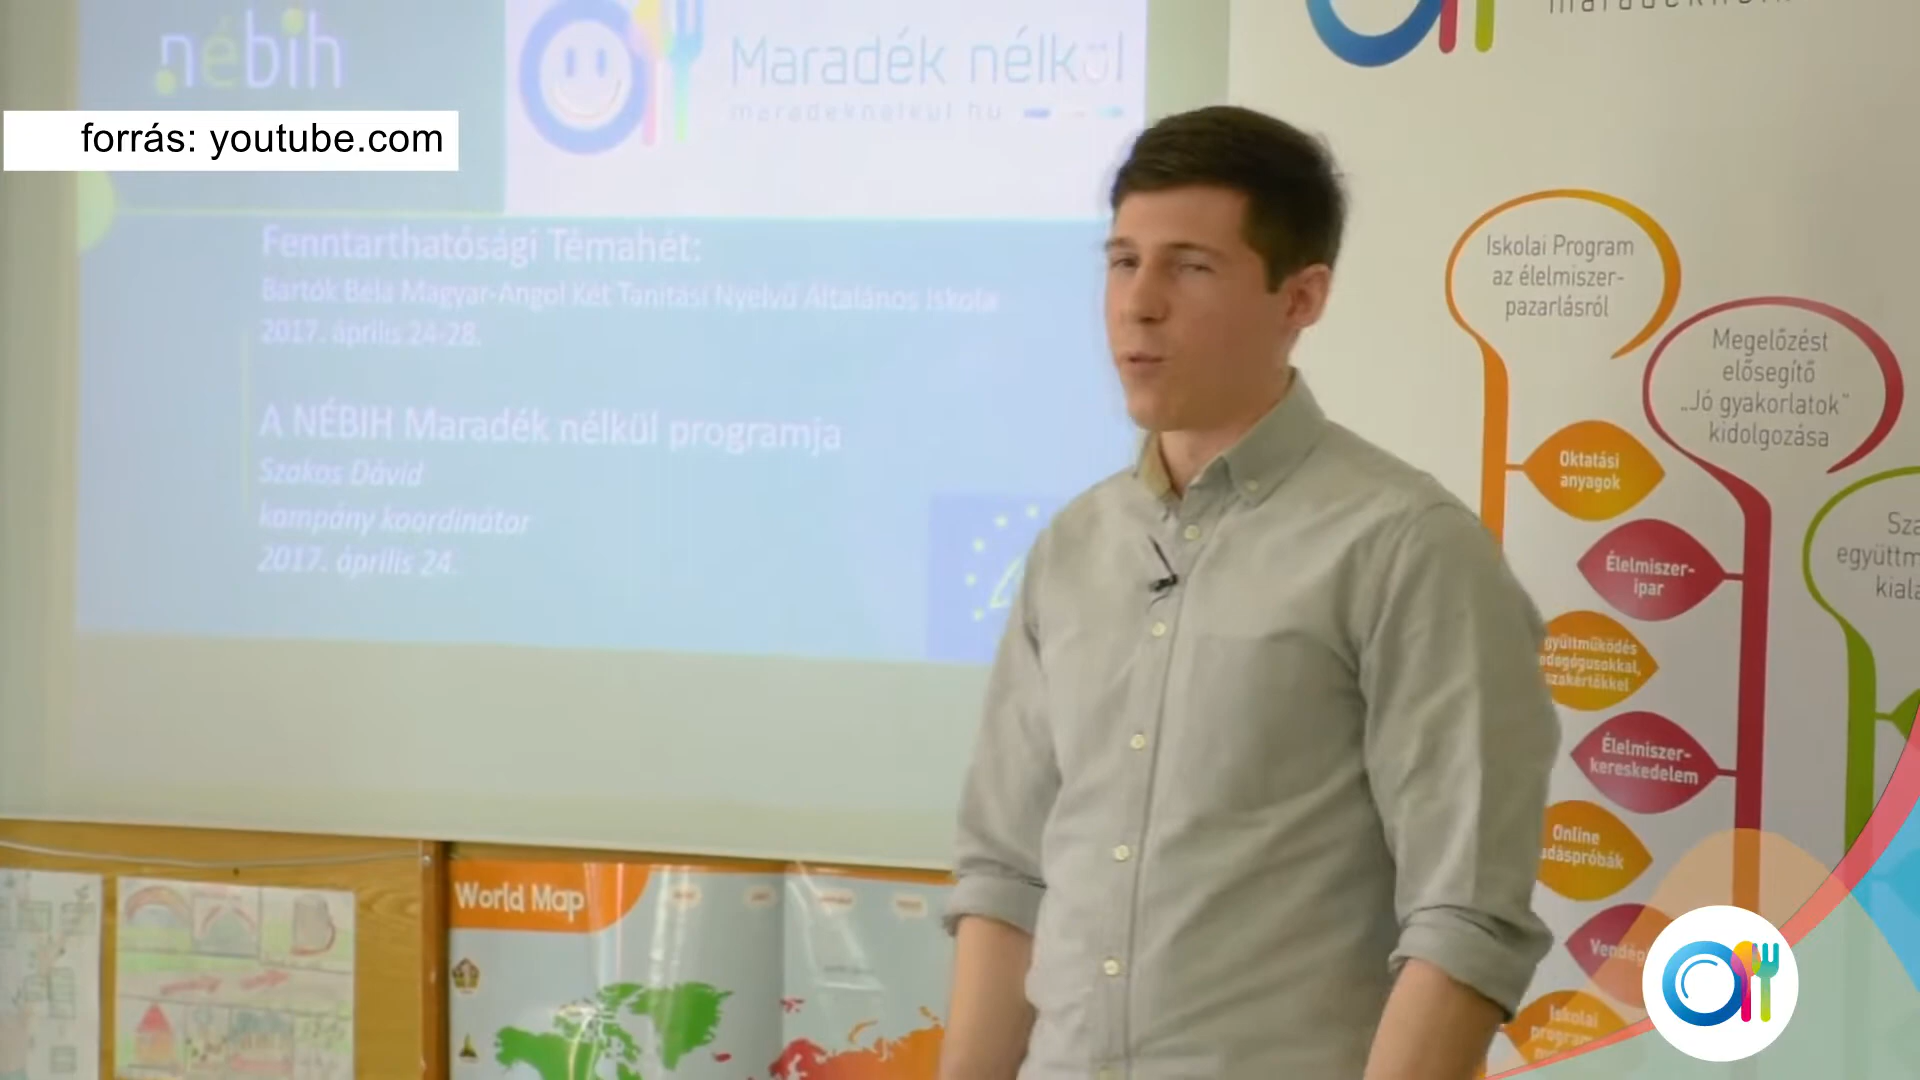 nébih
Maradék nélkül
maradeknelkul.hu
forrás: youtube.com
Fenntarthatósági Témahét:
Bartók Béla Magyar-Angol Két Tanítási Nyelvű Általános Iskola
2017. április 24-28.
A NÉBIH Maradék nélkül programja
Szakos Dávid
kampány koordinátor
2017. április 24.
World Map
Iskolai Program
az élelmiszer-
pazarlásról
Megelőzést
elősegítő
„Jó gyakorlatok"
kidolgozása
Oktatási
anyagok
Élelmiszer-
ipar
Élelmiszer-
kereskedelem
Online
Iskolai